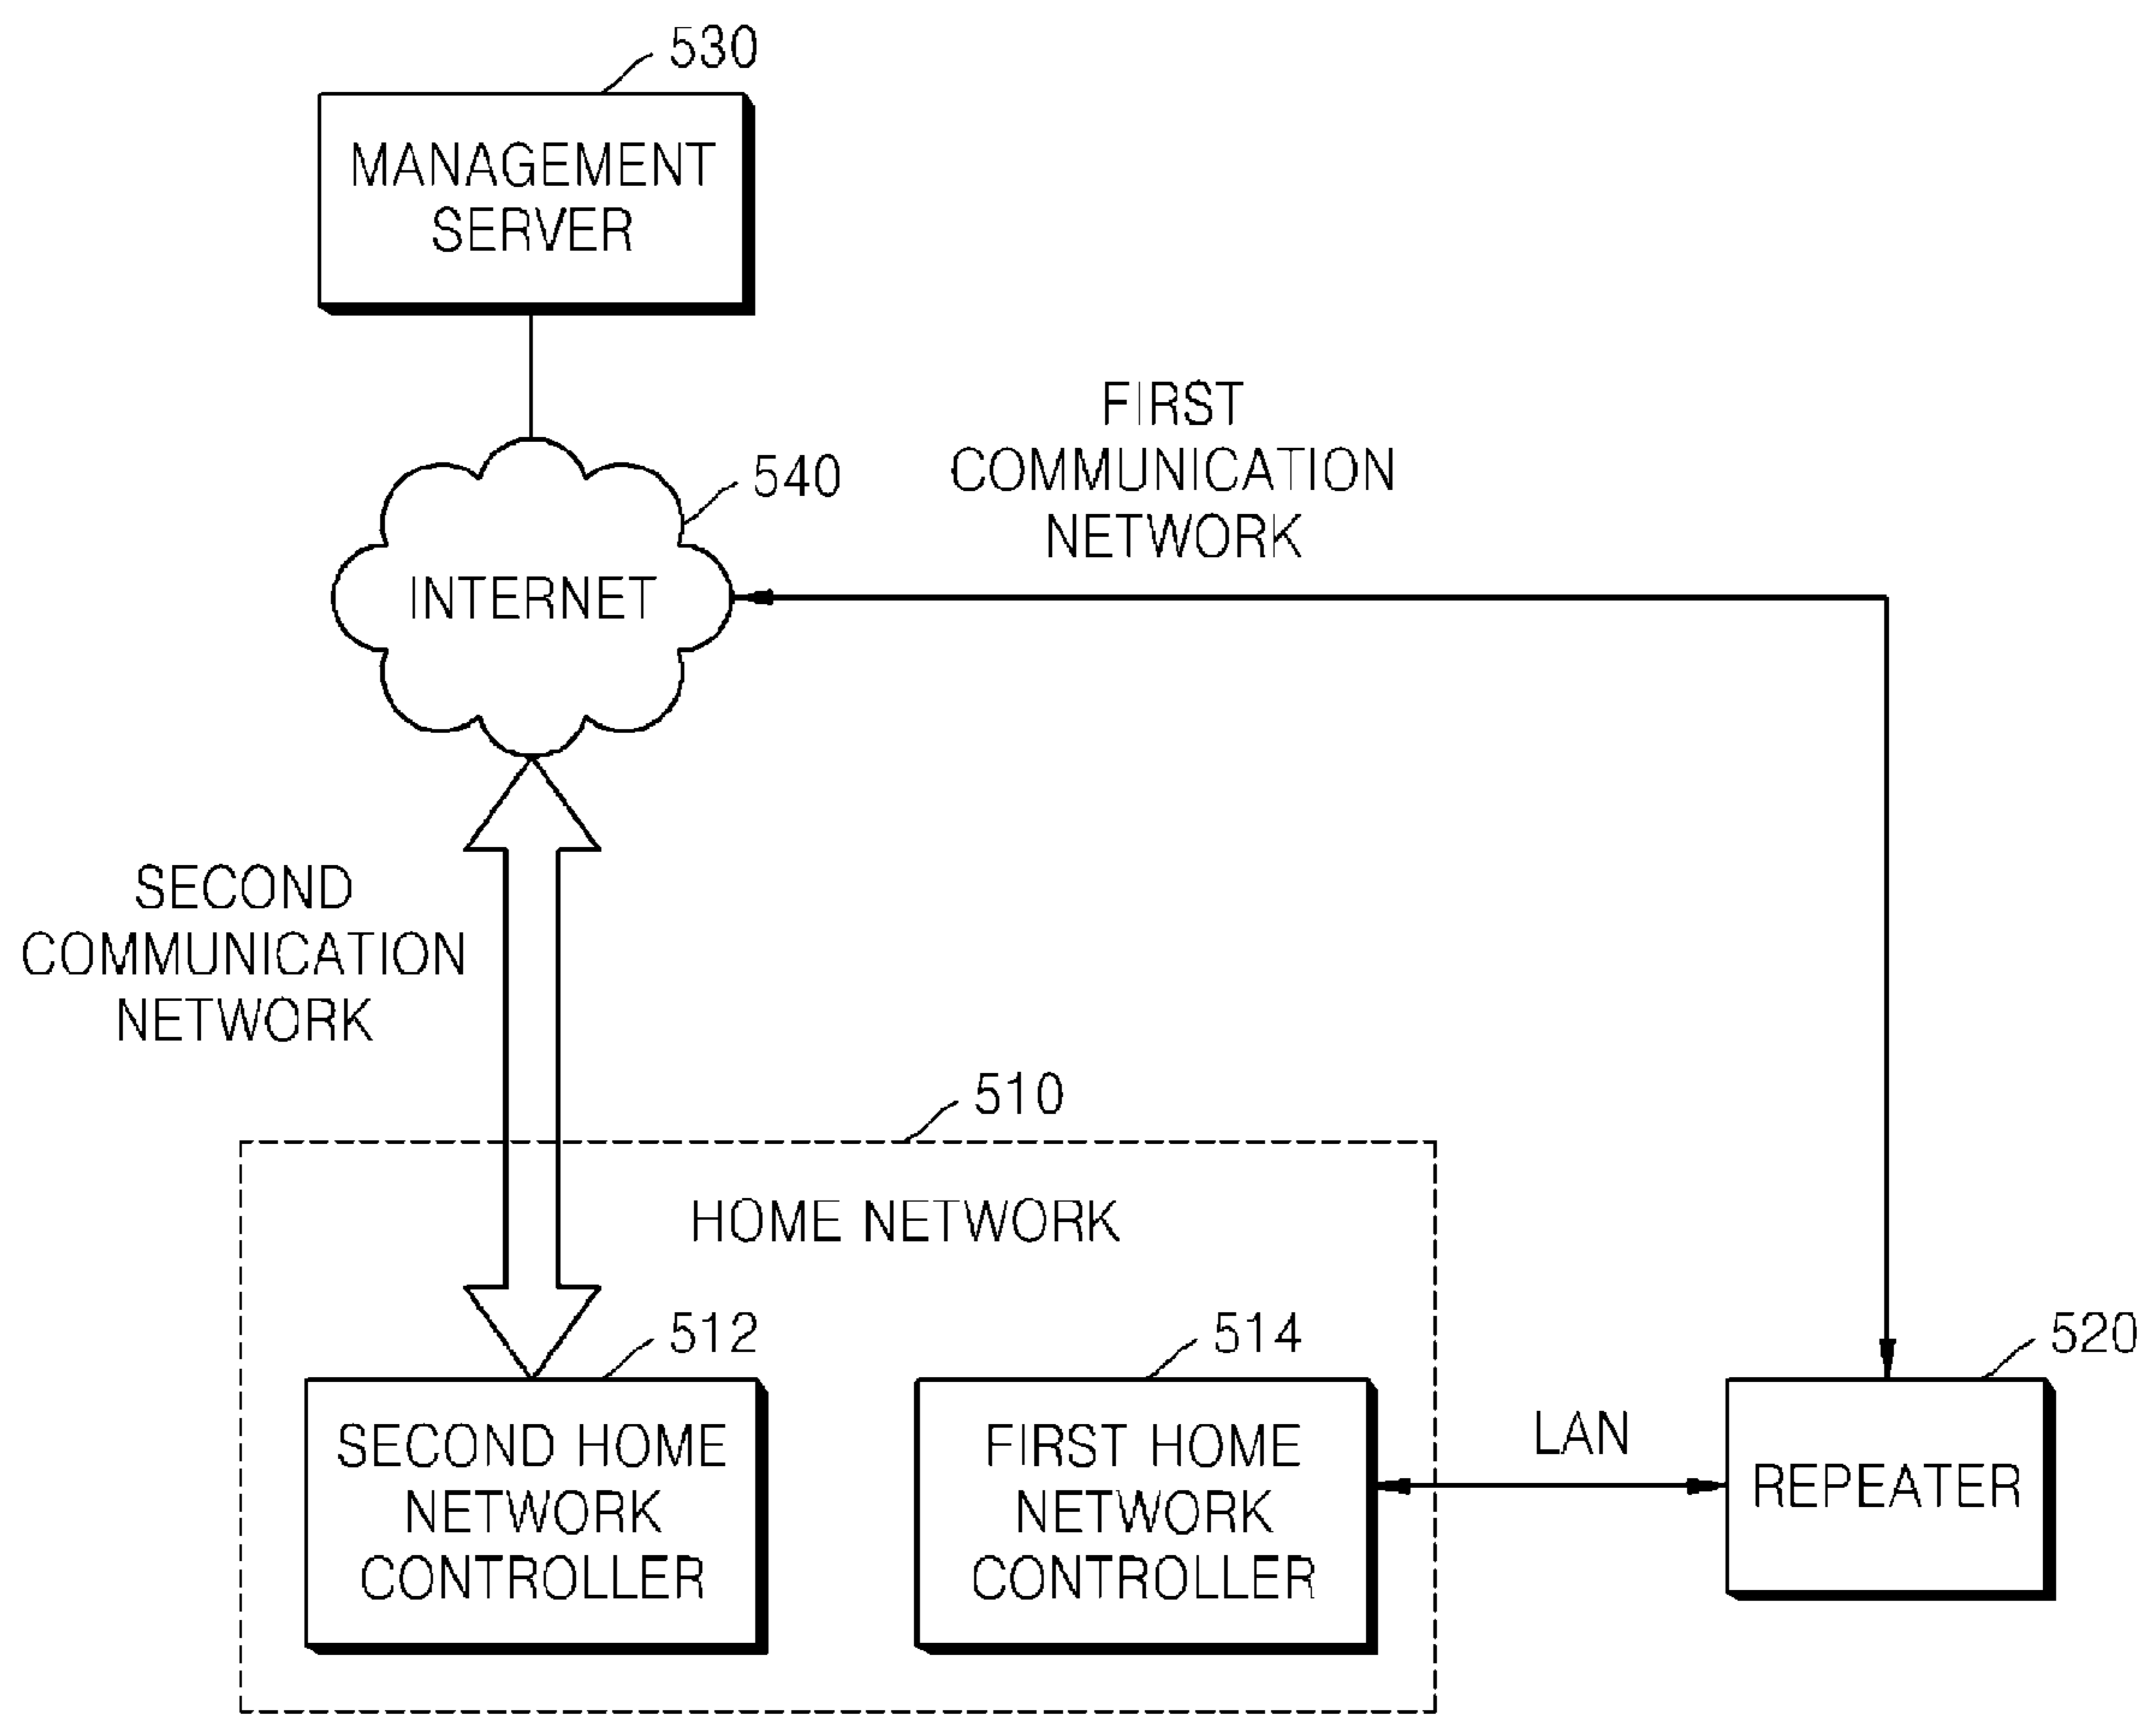 530
MANAGEMENT
SERVER
FIRST
COMMUNICATION
NETWORK
540
INTERNET
SECOND
COMMUNICATION
NETWORK
510
HOME NETWORK
512
514
520
SECOND HOME
NETWORK
CONTROLLER
FIRST HOME
NETWORK
CONTROLLER
LAN
REPEATER